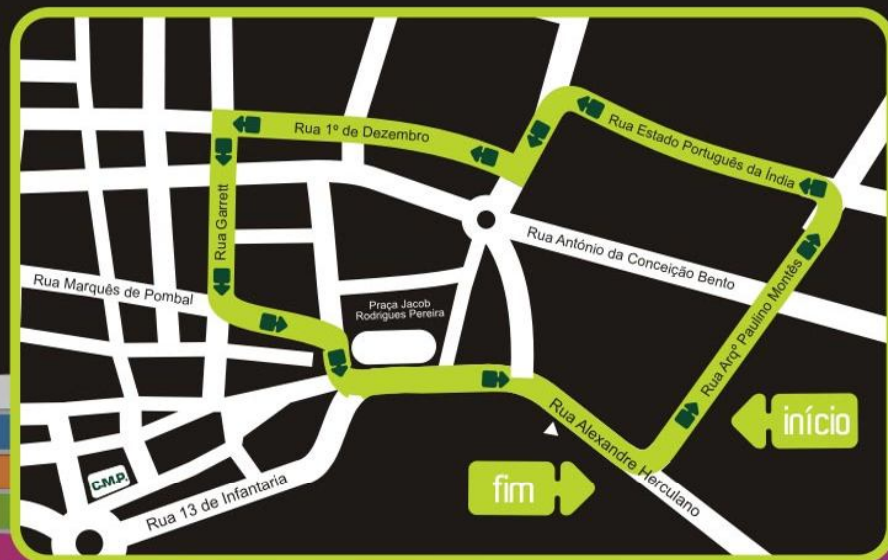 Rua 1º de Dezembro
Rua Estado Português da Índia
Rua Garrett
Rua António da Conceição Bento
Rua Marquês de Pombal
Praça Jacob
Rodrigues Pereira
Rua Arqº Paulino Montês
início
Rua Alexandre Herculano
fim
C.M.P.
Rua 13 de Infantaria